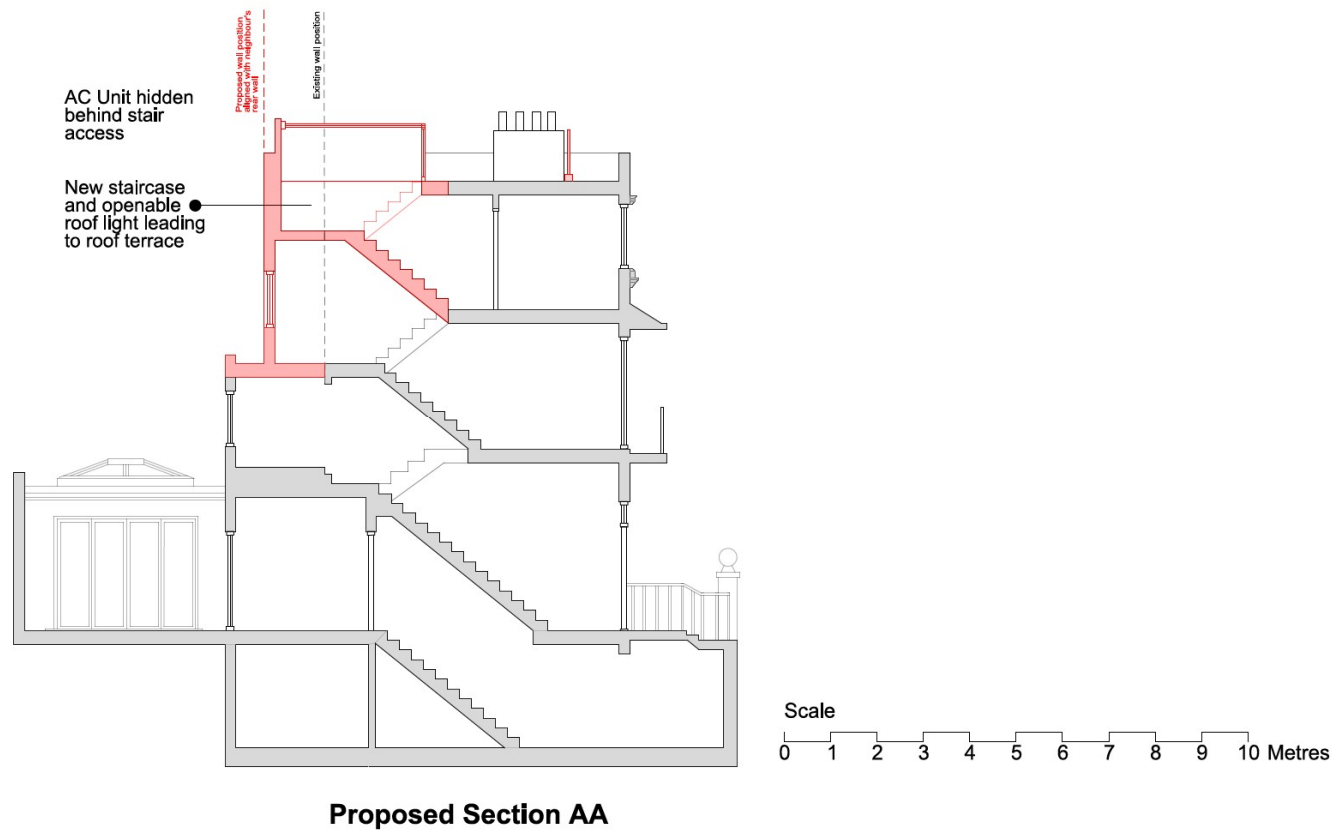 Proposed wall position
aligned with neighbour's
rear wall
Existing wall position
AC Unit hidden
behind stair
access
New staircase
and openable
roof light leading
to roof terrace
Scale
0 1 2 3 4 5 6 7 8 9 10 Metres
Proposed Section AA